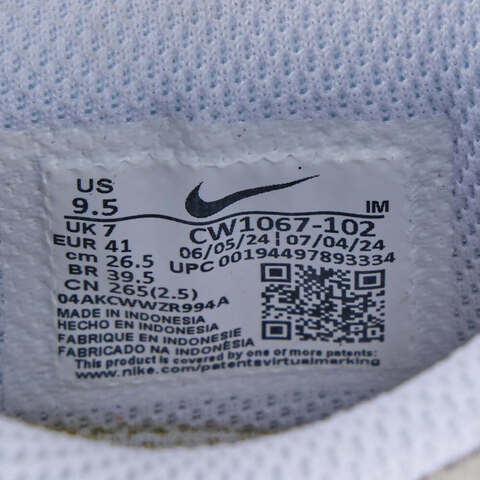 US
9.5
IM
UK 7
EUR 41
cm 26.5
BR 39.5
CN 265(2.5)
CW1067-102
06/05/24 | 07/04/24
UPC 00194497893334
04AKCWWZR994A
MADE IN INDONESIA
HECHO EN INDONESIA
FABRIQUE EN INDONESIE
FABRICADO NA INDONÉSIA
This product is covered by one or more patents
www.nike.com/patentsvirtualmarking